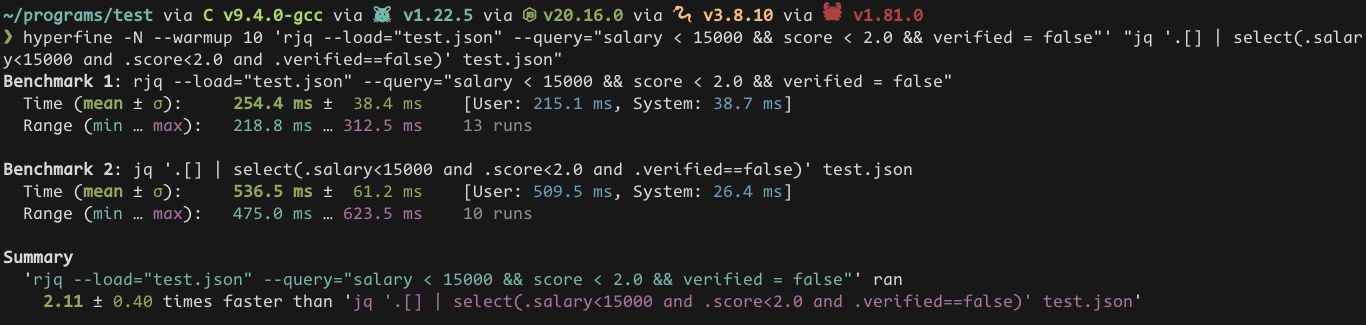 ~/programs/test via C v9.4.0-gcc via v1.22.5 via v20.16.0 via v3.8.10 via v1.81.0
❯ hyperfine -N --warmup 10 'rjq --load="test.json" --query="salary < 15000 && score < 2.0 && verified = false"' "jq '.[] | select(.salar
y<15000 and .score<2.0 and .verified==false)' test.json"
Benchmark 1: rjq --load="test.json" --query="salary < 15000 && score < 2.0 && verified = false"
Time (mean ± σ): 254.4 ms ± 38.4 ms [User: 215.1 ms, System: 38.7 ms]
Range (min … max): 218.8 ms … 312.5 ms 13 runs
Benchmark 2: jq '.[] | select(.salary<15000 and .score<2.0 and .verified==false)' test.json
Time (mean ± σ): 536.5 ms ± 61.2 ms [User: 509.5 ms, System: 26.4 ms]
Range (min … max): 475.0 ms … 623.5 ms 10 runs
Summary
'rjq --load="test.json" --query="salary < 15000 && score < 2.0 && verified = false"' ran
2.11 ± 0.40 times faster than 'jq '.[] | select(.salary<15000 and .score<2.0 and .verified==false)' test.json'